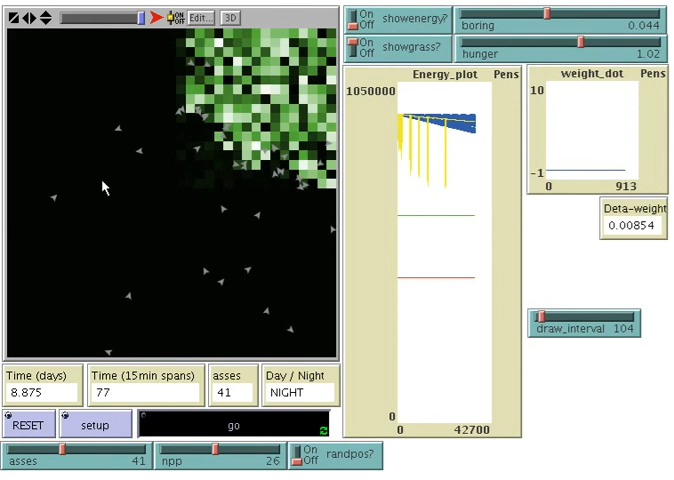 ON
OFF
Edit...
3D
On
Off
showenergy?
boring
0.044
On
Off
showgrass?
hunger
1.02
Energy_plot
Pens
1050000
0
0
42700
weight_dot
Pens
10
-1
0
913
Deta-weight
0.00854
draw_interval
104
Time (days)
8.875
Time (15min spans)
77
asses
41
Day / Night
NIGHT
RESET
setup
go
asses
41
npp
26
On
Off
randpos?